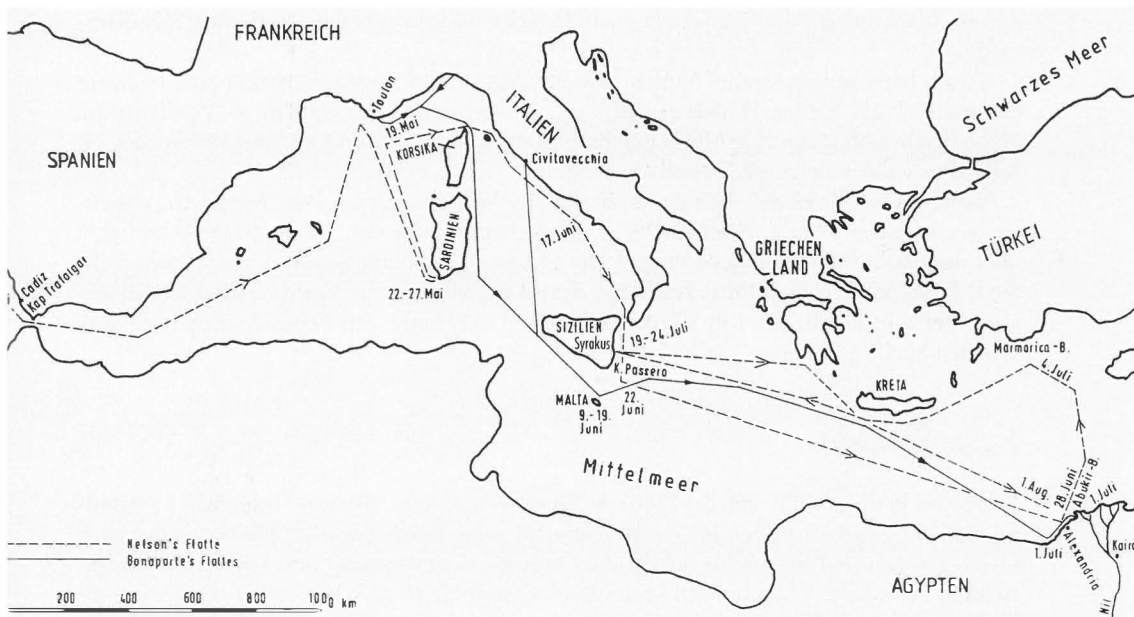 FRANKREICH
SPANIEN
Toulon
19. Mai
KORSIKA
ITALIEN
Civitavecchia
17. Juni
SARDINIEN
22.-27. Mai
Cadiz
Kap Trafalgar
SIZILIEN
Syrakus
19.-24. Juli
K. Passero
22.
Juni
MALTA
9.-19.
Juni
GRIECHEN
LAND
KRETA
Schwarzes Meer
TÜRKEI
Marmarica-B.
4. Juli
Mittelmeer
1. Aug.
28. Juni
Abukir-B.
1. Juli
1. Juli
Alexandria
Kairo
Nil
ÄGYPTEN
Nelson's Flotte
Bonaparte's Flottes
200 400 600 800 1000 km